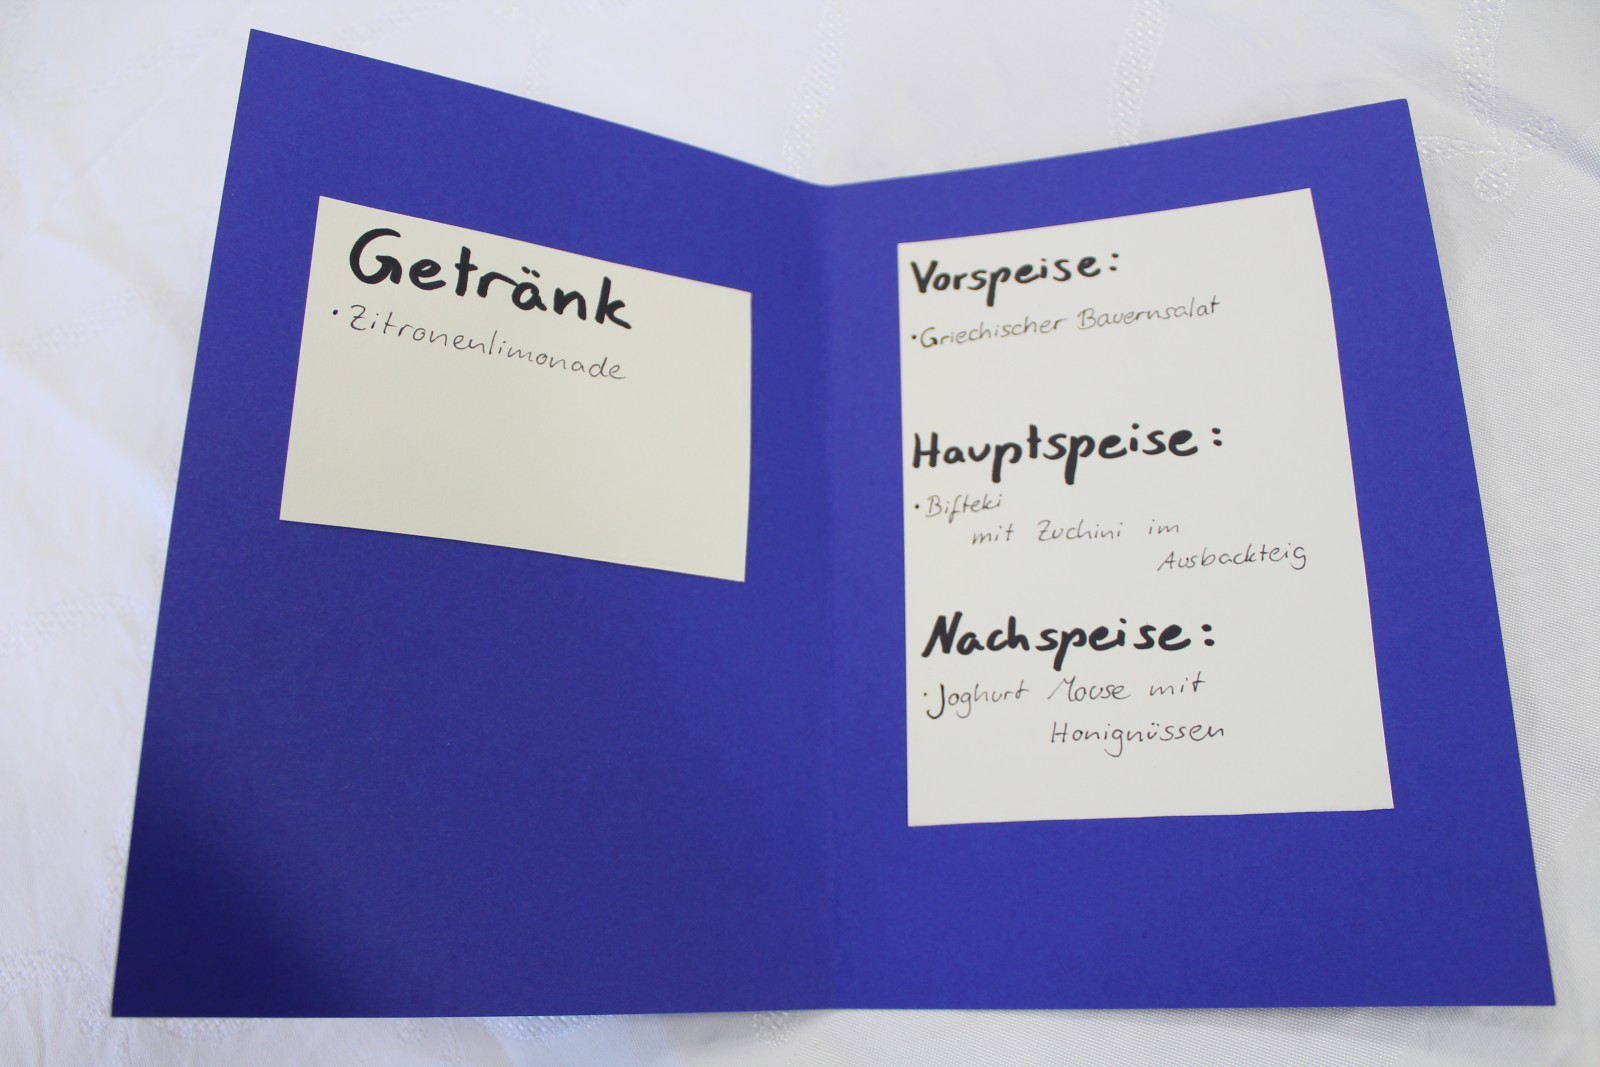 Getränk
· Zitronenlimonade
Vorspeise:
· Griechischer Bauernsalat
Hauptspeise:
· Bifteki
mit Zuchini im
Ausbackteig
Nachspeise:
· Joghurt Mouse mit
Honignüssen